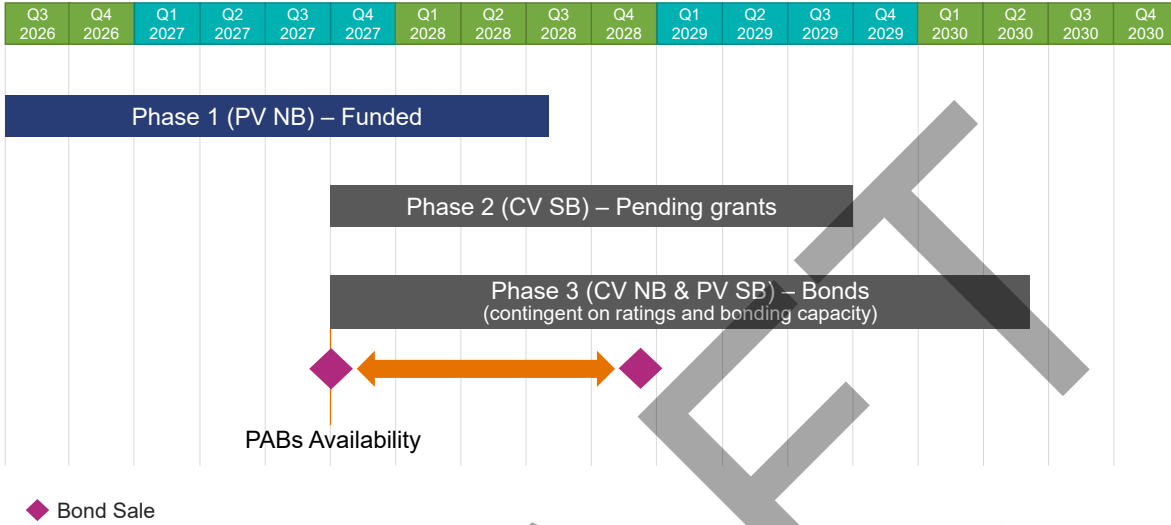 Q3 Q4 Q1 Q2 Q3 Q4 Q1 Q2 Q3 Q4 Q1 Q2 Q3 Q4 Q1 Q2 Q3 Q4
2026 2026 2027 2027 2027 2027 2028 2028 2028 2028 2029 2029 2029 2029 2030 2030 2030 2030
Phase 1 (PV NB) – Funded
Phase 2 (CV SB) – Pending grants
Phase 3 (CV NB & PV SB) – Bonds
(contingent on ratings and bonding capacity)
PABs Availability
Bond Sale